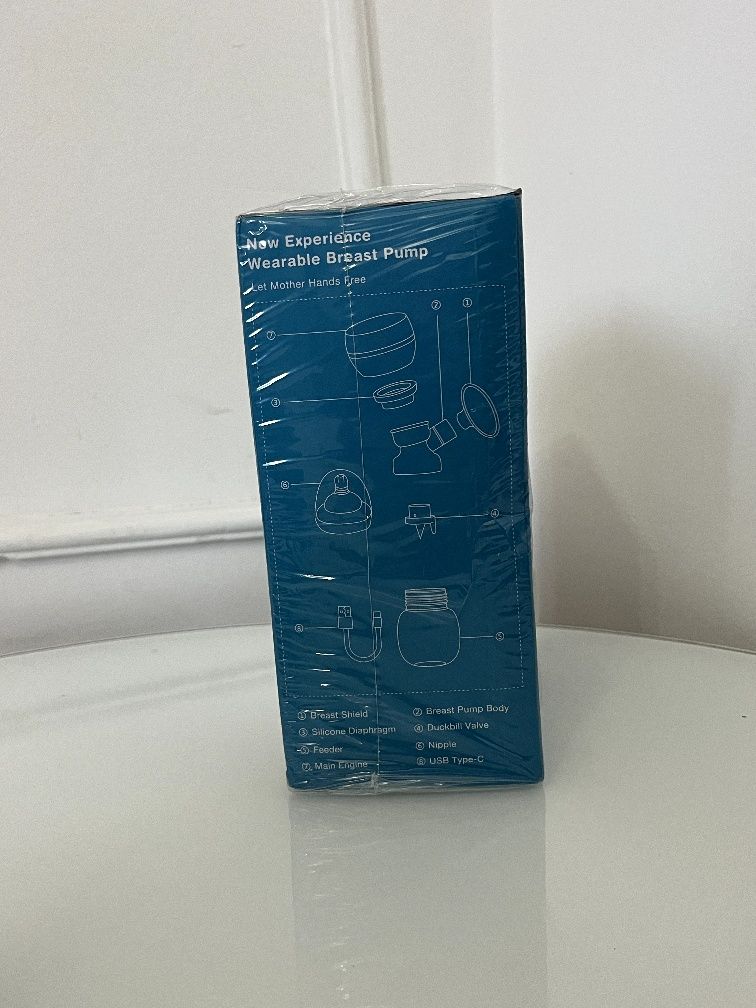 New Experience
Wearable Breast Pump
Let Mother Hands Free
② ①
⑦
③
⑥
④
⑧
⑤
① Breast Shield ② Breast Pump Body
③ Silicone Diaphragm ④ Duckbill Valve
⑤ Feeder ⑥ Nipple
⑦ Main Engine ⑧ USB Type-C